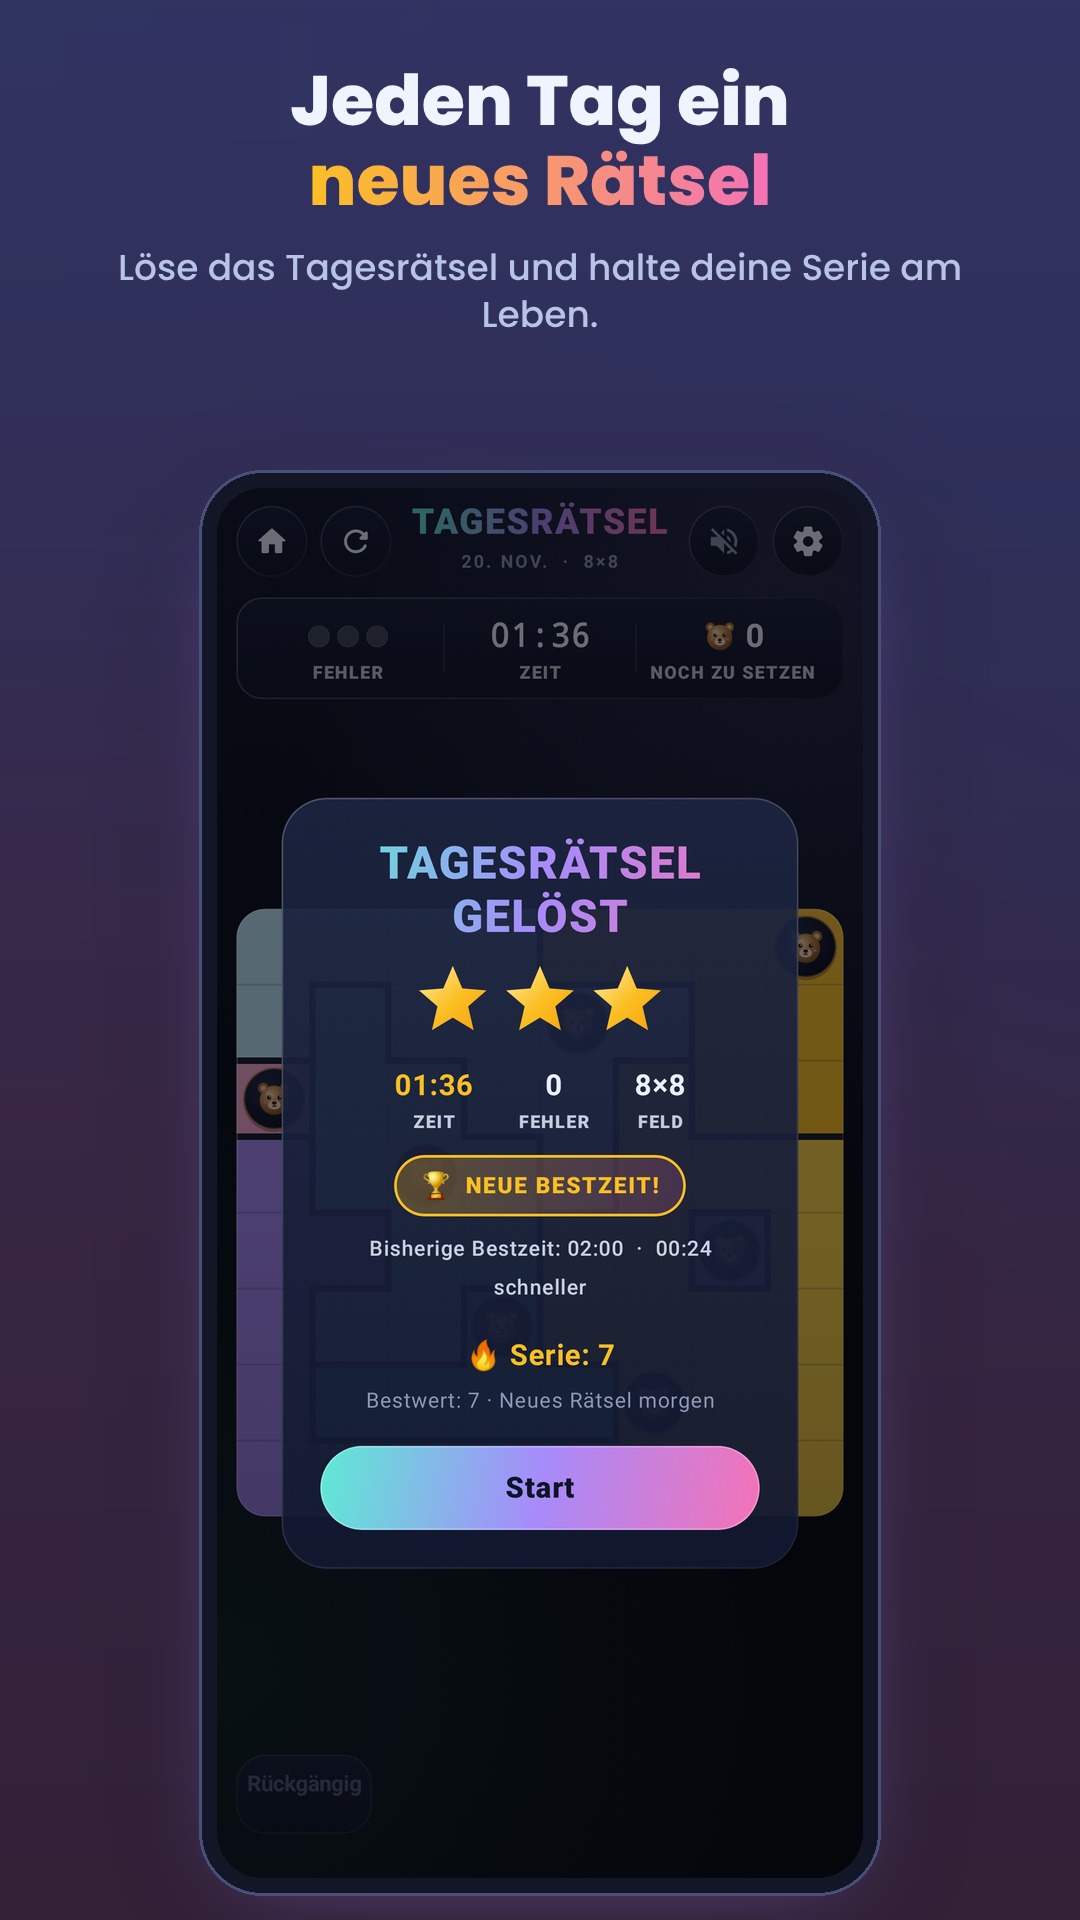 Jeden Tag ein
neues Rätsel
Löse das Tagesrätsel und halte deine Serie am
Leben.
TAGESRÄTSEL
20. NOV. · 8×8
01:36
0
FEHLER
ZEIT
NOCH ZU SETZEN
TAGESRÄTSEL
GELÖST
01:36
0
8×8
ZEIT
FEHLER
FELD
NEUE BESTZEIT!
Bisherige Bestzeit: 02:00 · 00:24
schneller
Serie: 7
Bestwert: 7 · Neues Rätsel morgen
Start
Rückgängig